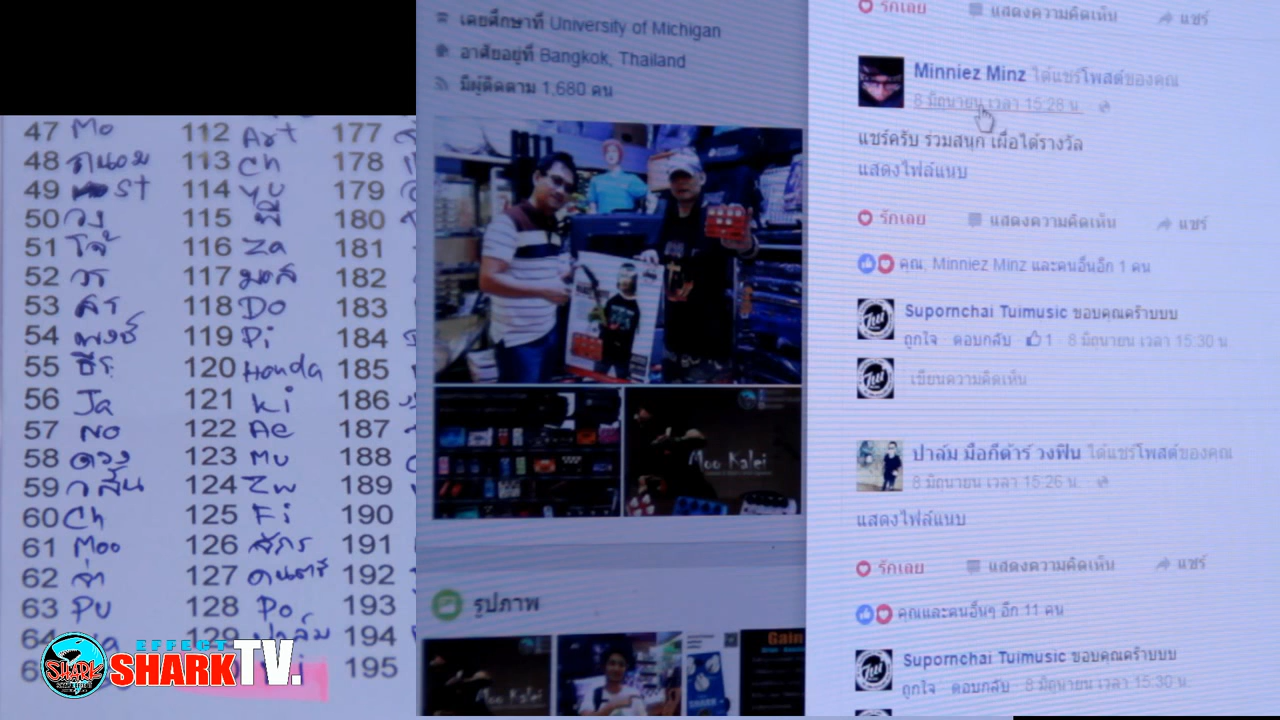 47 Mo 112 Art 177
48 ถนอม 113 Ch 178
49 st 114 Yu 179
50 วง 115 พี 180
51 โจ้ 116 Za 181
52 วร 117 มอส 182
53 สร 118 Do 183
54 พงษ์ 119 Pi 184
55 ธีร 120 Honda 185
56 Ja 121 Ki 186
57 No 122 Ae 187
58 ดวง 123 Mu 188
59 วสันต์ 124 Zw 189
60 Ch 125 Fi 190
61 Moo 126 สัภร 191
62 จ่า 127 ดนตรี 192
63 Pu 128 Po 193
64 129 ปาล์ม 194
195
EFFECT
SHARK TV.
SHARK
เคยศึกษาที่ University of Michigan
อาศัยอยู่ที่ Bangkok, Thailand
มีผู้ติดตาม 1,680 คน
Moo Kalei
รูปภาพ
Moo Kalei
Gain
รักเลย แสดงความคิดเห็น แชร์
Minniez Minz ได้แชร์โพสต์ของคุณ
8 มิถุนายน เวลา 15:28 น.
แชร์ครับ ร่วมสนุก เผื่อได้รางวัล
แสดงไฟล์แนบ
รักเลย แสดงความคิดเห็น แชร์
คุณ, Minniez Minz และคนอื่นอีก 1 คน
Supornchai Tuimusic ขอบคุณคร้าบบบ
ถูกใจ ตอบกลับ 1 8 มิถุนายน เวลา 15:30 น.
เขียนความคิดเห็น
ปาล์ม มือกีต้าร์ วงฟิน ได้แชร์โพสต์ของคุณ
8 มิถุนายน เวลา 15:26 น.
แสดงไฟล์แนบ
รักเลย แสดงความคิดเห็น แชร์
คุณและคนอื่นๆ อีก 11 คน
Supornchai Tuimusic ขอบคุณคร้าบบบ
ถูกใจ ตอบกลับ 8 มิถุนายน เวลา 15:30 น.